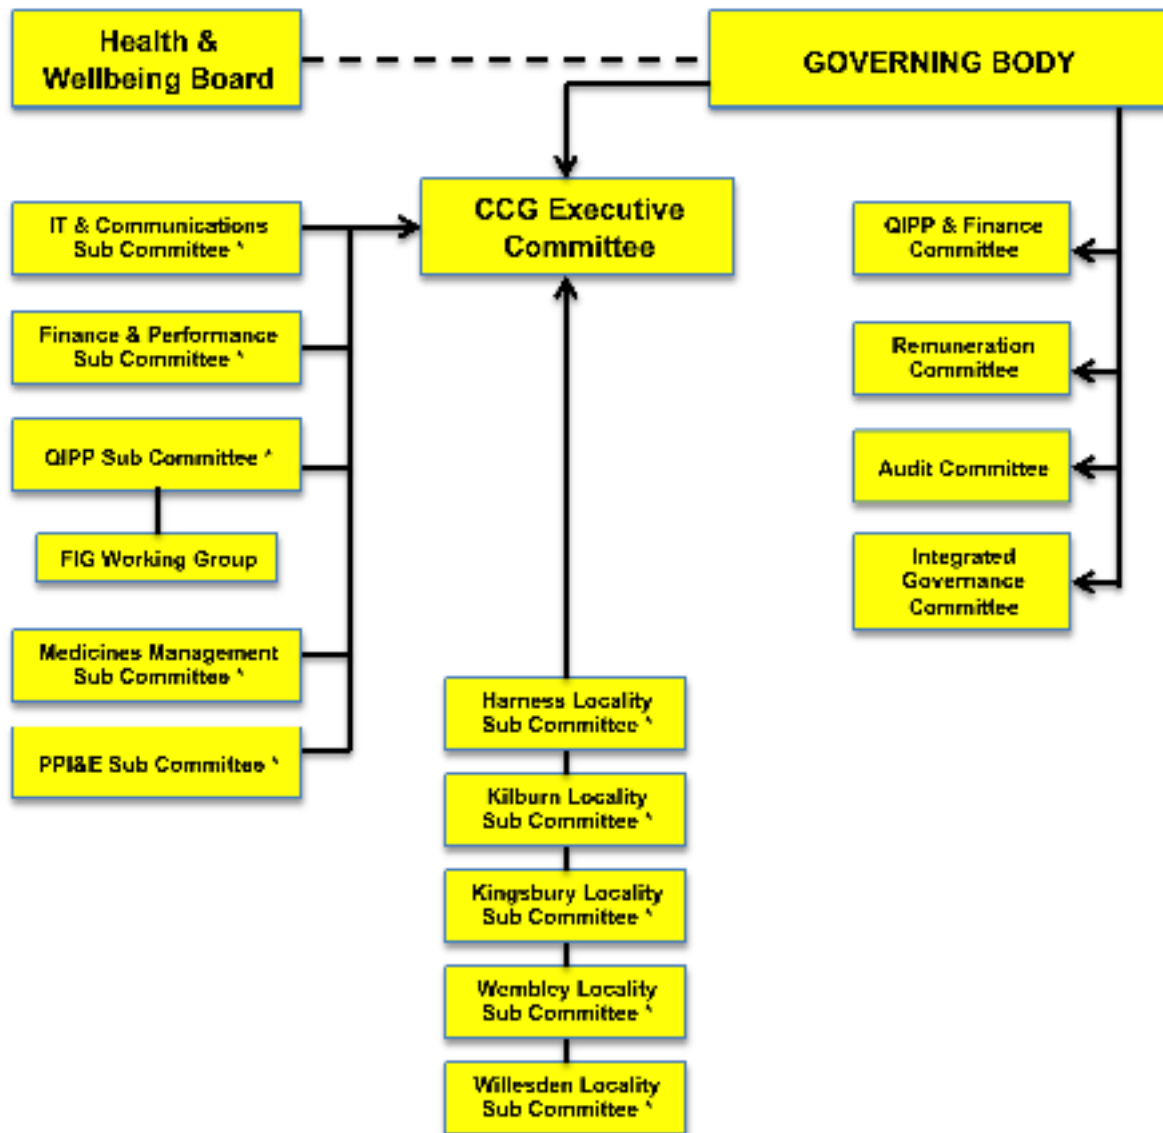 Health &
Wellbeing Board
GOVERNING BODY
CCG Executive
Committee
IT & Communications
Sub Committee *
Finance & Performance
Sub Committee *
QIPP Sub Committee *
FIG Working Group
Medicines Management
Sub Committee *
PPI&E Sub Committee *
QIPP & Finance
Committee
Remuneration
Committee
Audit Committee
Integrated
Governance
Committee
Harness Locality
Sub Committee *
Kilburn Locality
Sub Committee *
Kingsbury Locality
Sub Committee *
Wembley Locality
Sub Committee *
Willesden Locality
Sub Committee *